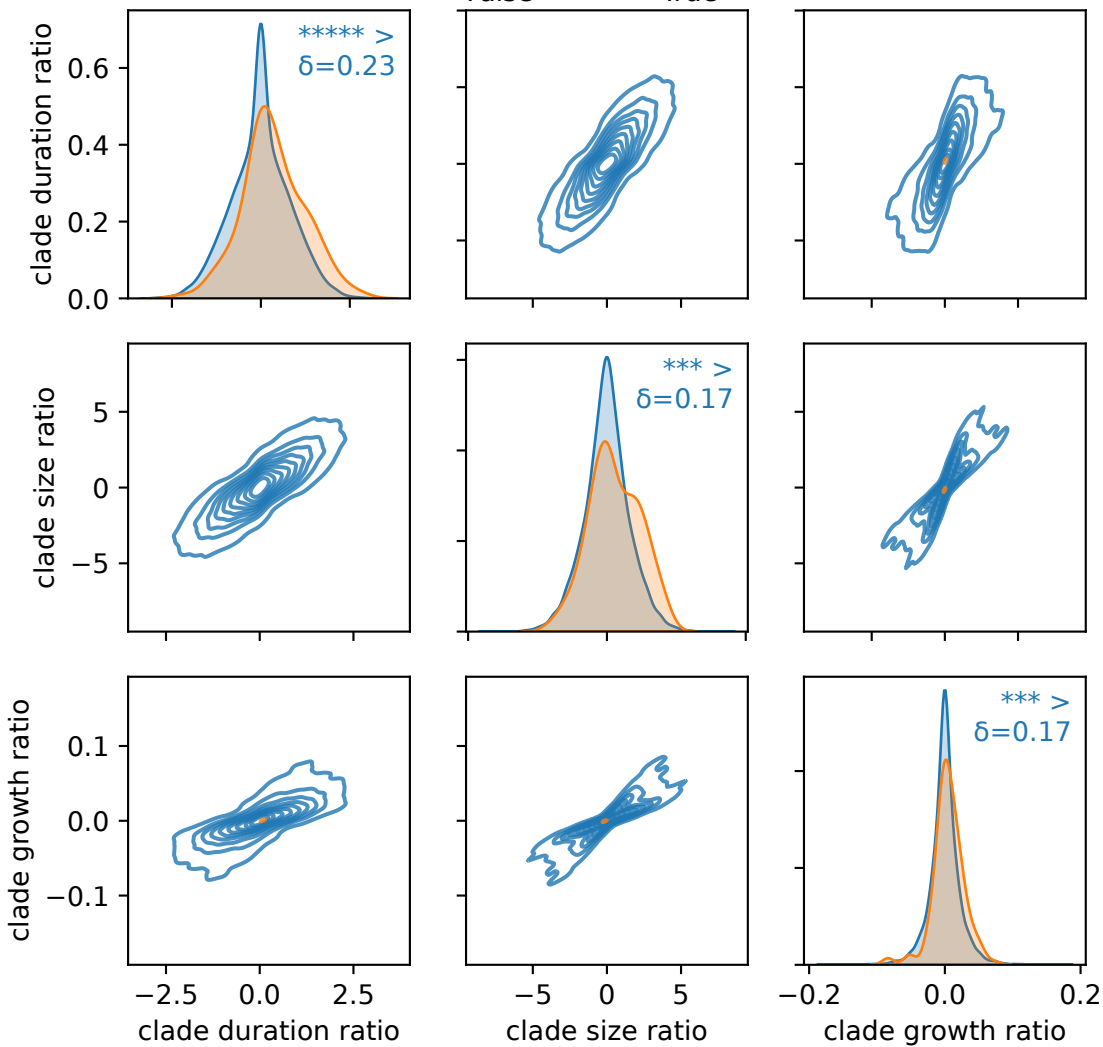 ***** >
δ=0.23
clade duration ratio
0.6
0.4
0.2
0.0
*** >
δ=0.17
clade size ratio
5
0
−5
*** >
δ=0.17
clade growth ratio
0.1
0.0
−0.1
−2.5 0.0 2.5 −5 0 5 −0.2 0.0 0.2
clade duration ratio clade size ratio clade growth ratio